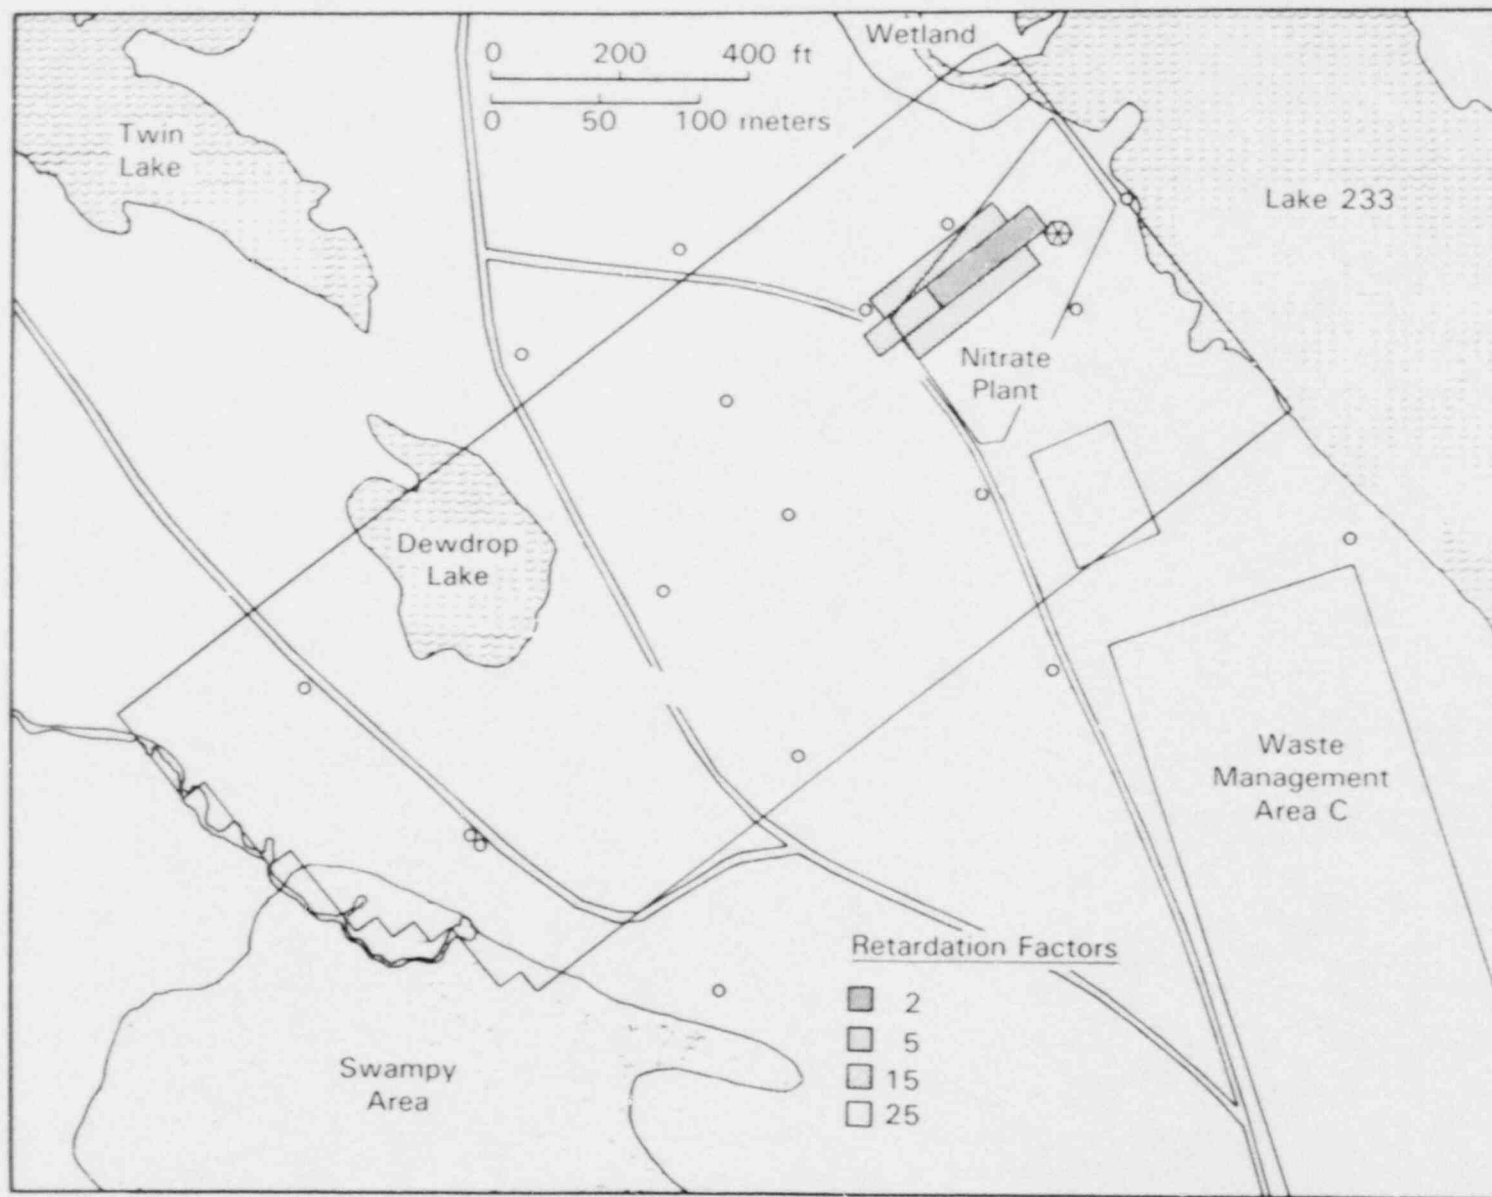 Wetland
0 200 400 ft
0 50 100 meters
Twin
Lake
Lake 233
Nitrate
Plant
Dewdrop
Lake
Waste
Management
Area C
Retardation Factors
2
5
15
25
Swampy
Area